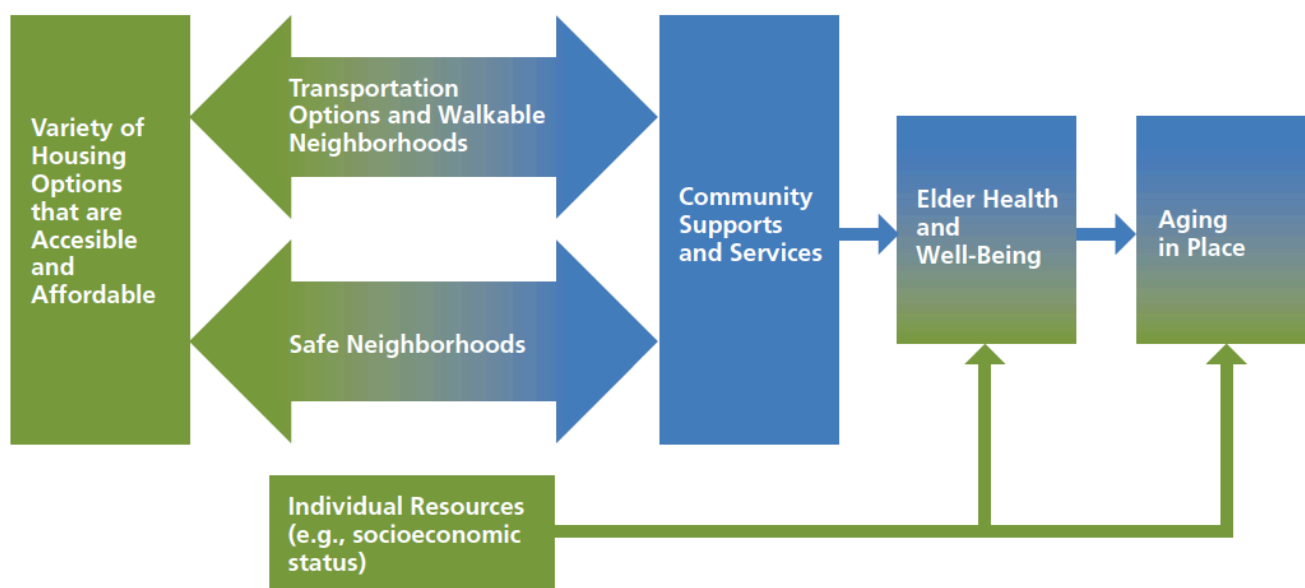 Variety of
Housing
Options
that are
Accesible
and
Affordable
Transportation
Options and Walkable
Neighborhoods
Safe Neighborhoods
Community
Supports
and Services
Elder Health
and
Well-Being
Aging
in Place
Individual Resources
(e.g., socioeconomic
status)